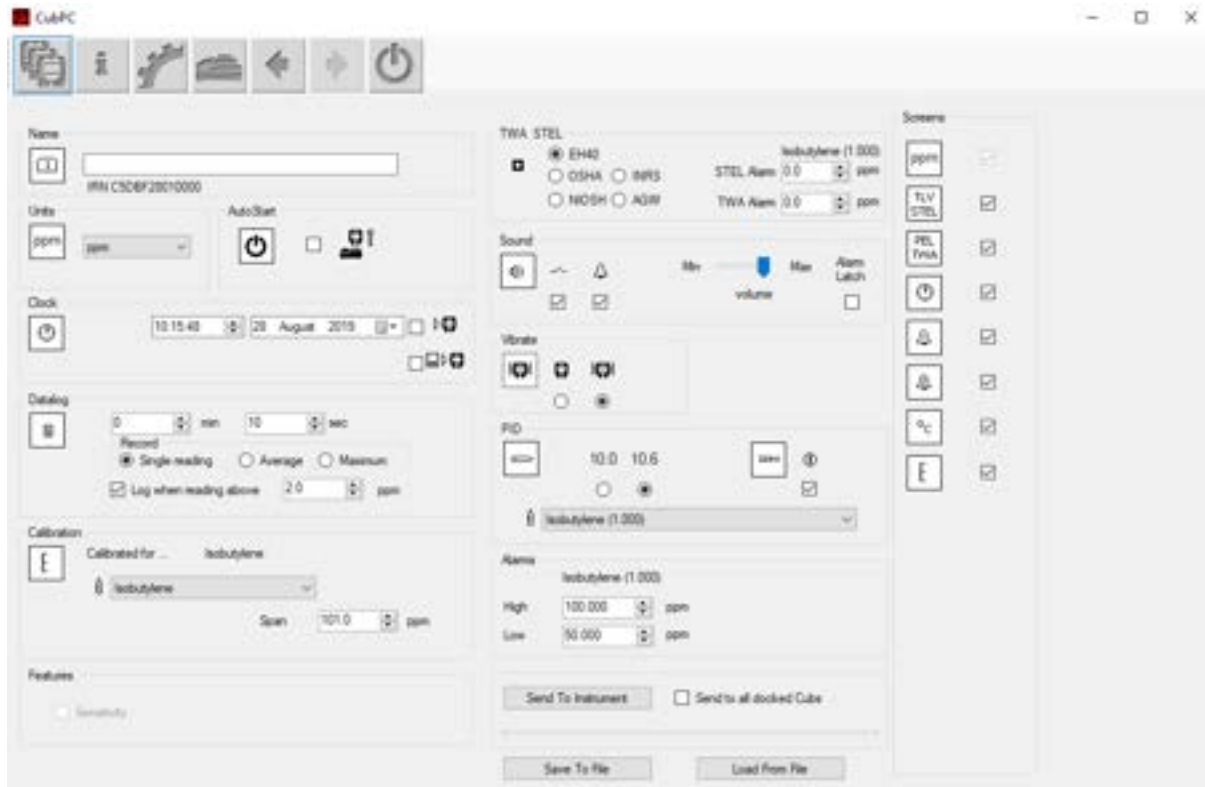 CubPC
Name
IRN C5DBF20010000
Units
AutoStart
ppm
ppm
Clock
10:15:40
28 August 2019
Datalog
0 min 10 sec
Record
Single reading Average Maximum
Log when reading above 2.0 ppm
Calibration
Calibrated for ... Isobutylene
Isobutylene
Span 101.0 ppm
Features
Sensitivity
TWA STEL
EH40
OSHA INRS
NIOSH AGW
Isobutylene (1.000)
STEL Alarm 0.0 ppm
TWA Alarm 0.0 ppm
Sound
Min Max
volume
Alarm
Latch
Vibrate
PID
10.0 10.6
Isobutylene (1.000)
Alarms
Isobutylene (1.000)
High 100.000 ppm
Low 50.000 ppm
Send To Instrument
Send to all docked Cubs
Save To file
Load from file
Screens
ppm
TLV
STEL
PEL
TWA
°C